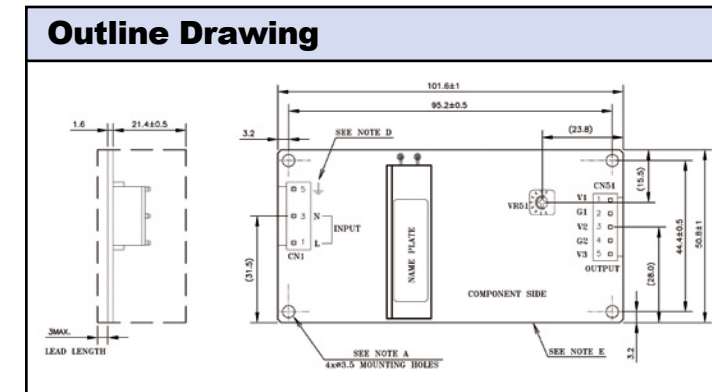 Outline Drawing
101.6±1
95.2±0.5
1.6
21.4±0.5
3.2
SEE NOTE D
(23.8)
(15.5)
CN51
VR51
V1 1
G1 2
V2 3
G2 4
V3 5
OUTPUT
5
3 N
INPUT
1 L
CN1
(31.5)
NAME PLATE
COMPONENT SIDE
(28.0)
44.4±0.5
50.8±1
3MAX.
LEAD LENGTH
SEE NOTE A
4xø3.5 MOUNTING HOLES
SEE NOTE E
3.2